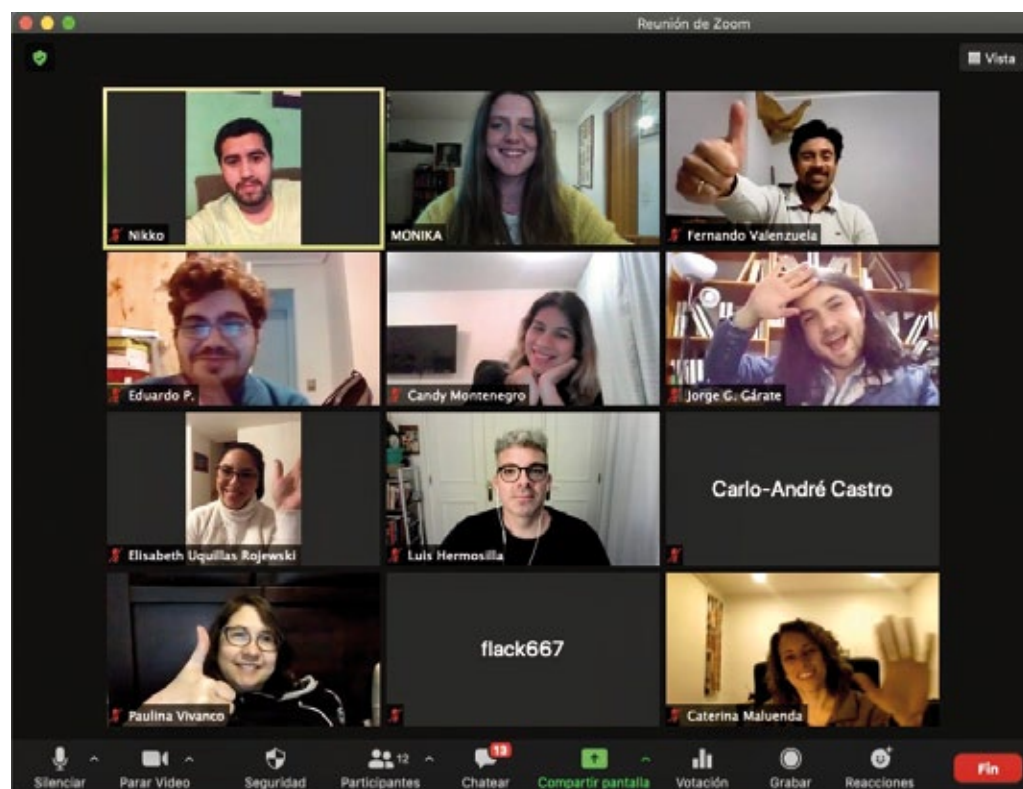 Reunión de Zoom
Vista
Nikko
MONIKA
Fernando Valenzuela
Eduardo P.
Candy Montenegro
Jorge G. Gárate
Elisabeth Uquillas Rojewski
Luis Hermosilla
Carlo-André Castro
Paulina Vivanco
flack667
Caterina Maluenda
12
13
Silenciar
Parar Video
Seguridad
Participantes
Chatear
Compartir pantalla
Votación
Grabar
Reacciones
Fin